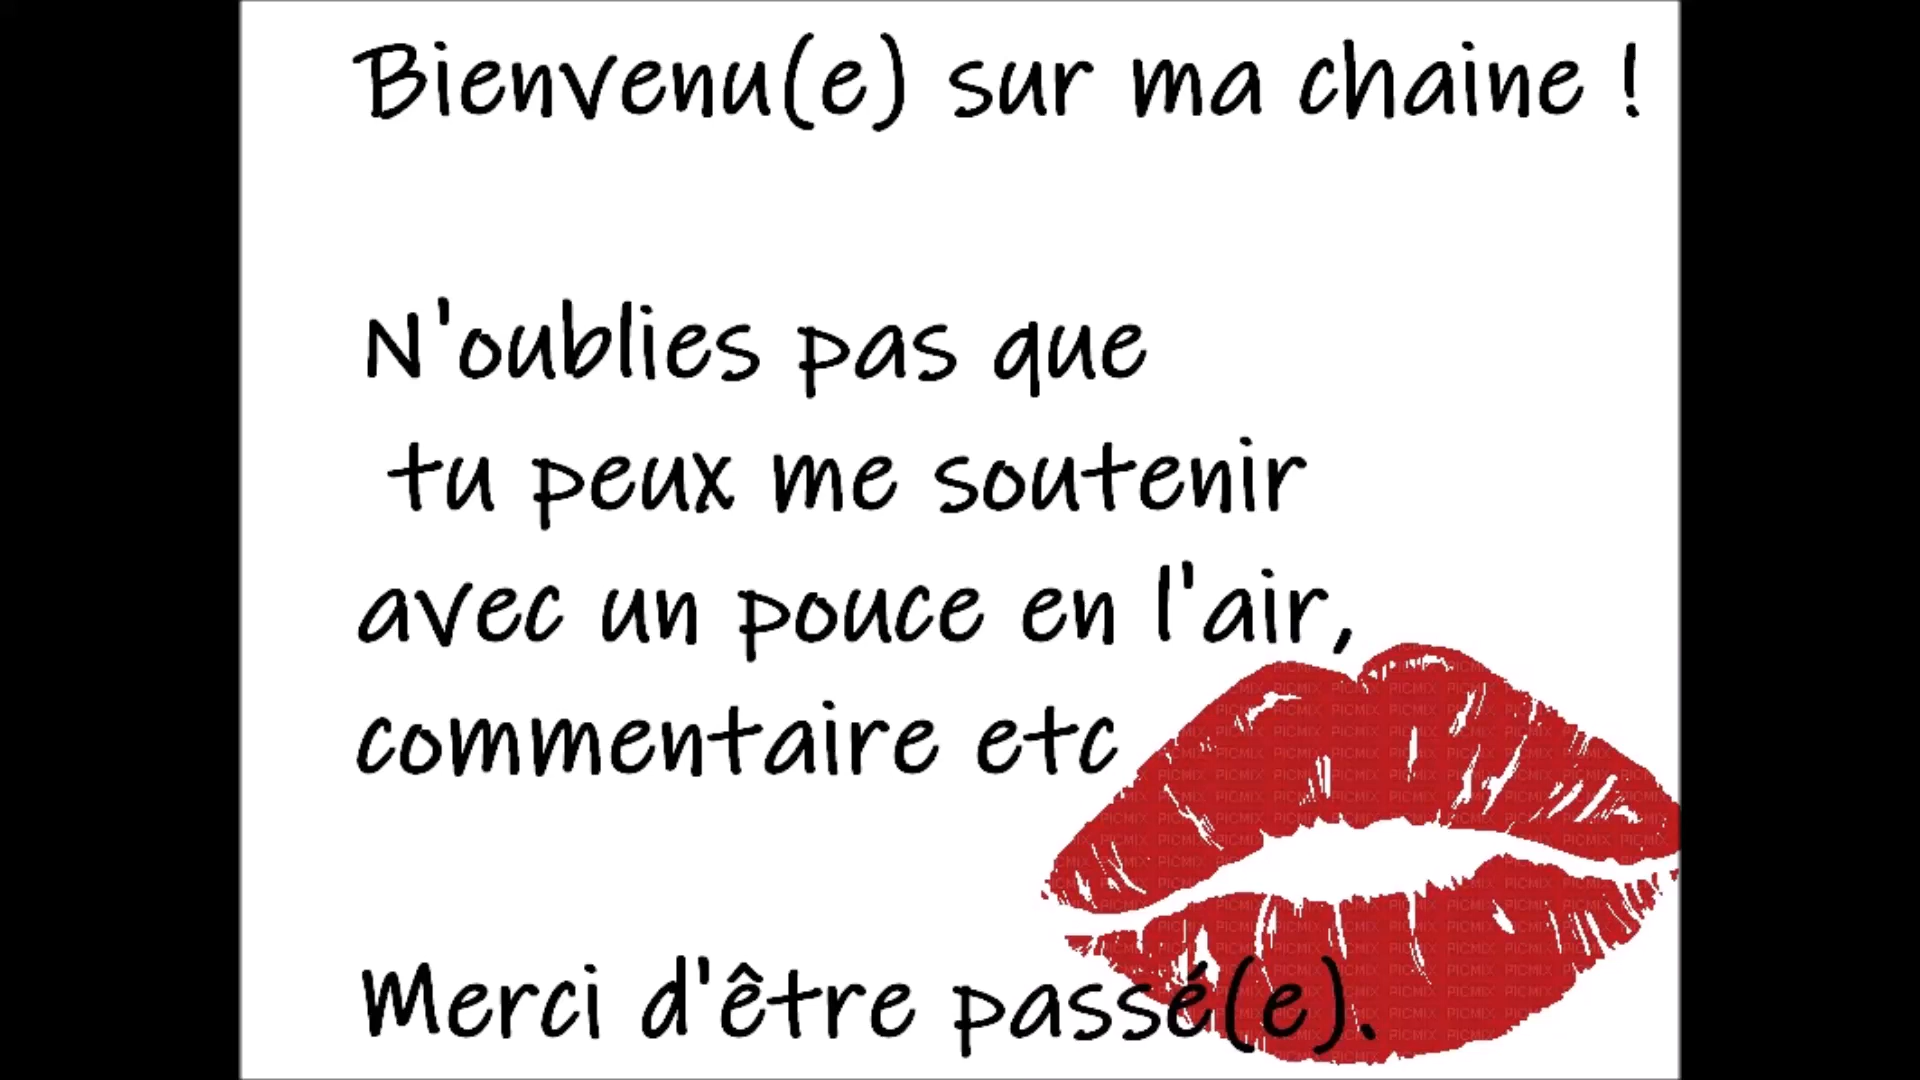 Bienvenu(e) sur ma chaine !
N'oublies pas que
tu peux me soutenir
avec un pouce en l'air,
commentaire etc
Merci d'être passé(e).